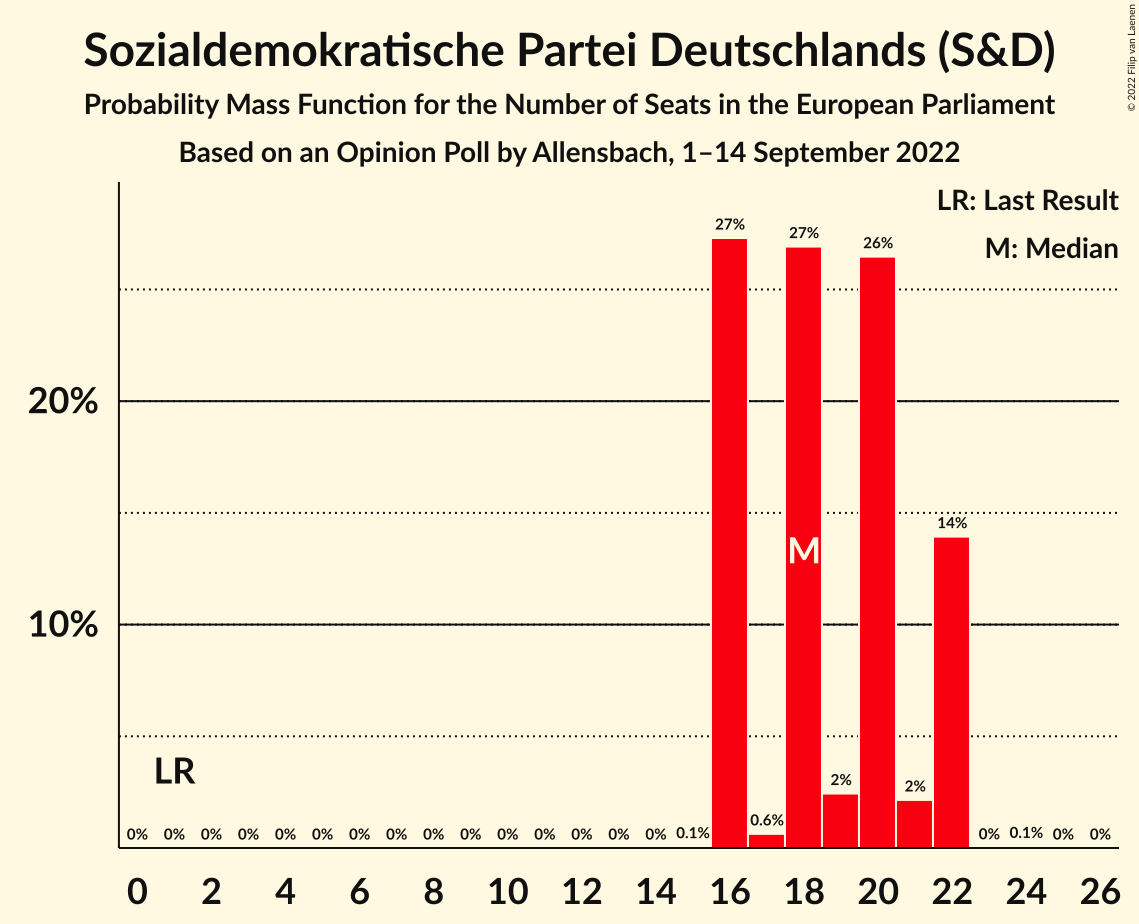 Sozialdemokratische Partei Deutschlands (S&D)
Probability Mass Function for the Number of Seats in the European Parliament
Based on an Opinion Poll by Allensbach, 1–14 September 2022
© 2022 Filip van Laenen
LR: Last Result
M: Median
27%
27%
26%
20%
14%
M
10%
LR
2%
2%
0% 0% 0% 0% 0% 0% 0% 0% 0% 0% 0% 0% 0% 0% 0% 0.1% 0.6% 0% 0.1% 0% 0%
0 2 4 6 8 10 12 14 16 18 20 22 24 26